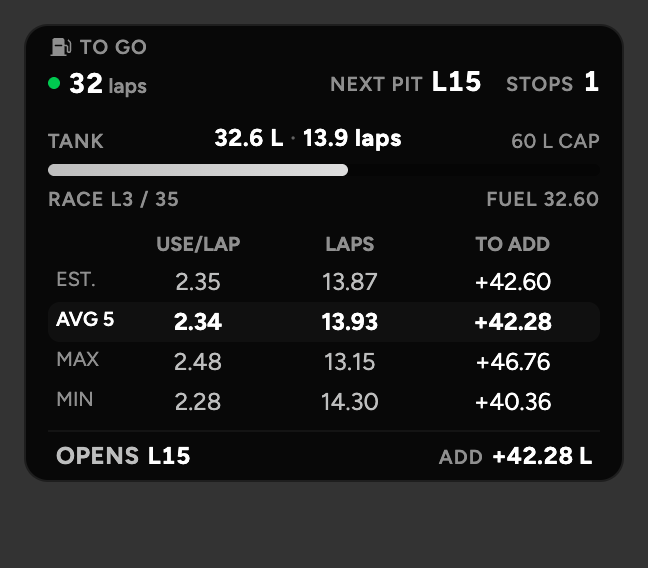 TO GO
32 laps NEXT PIT L15 STOPS 1
TANK 32.6 L · 13.9 laps 60 L CAP
RACE L3 / 35 FUEL 32.60
USE/LAP LAPS TO ADD
EST. 2.35 13.87 +42.60
AVG 5 2.34 13.93 +42.28
MAX 2.48 13.15 +46.76
MIN 2.28 14.30 +40.36
OPENS L15 ADD +42.28 L